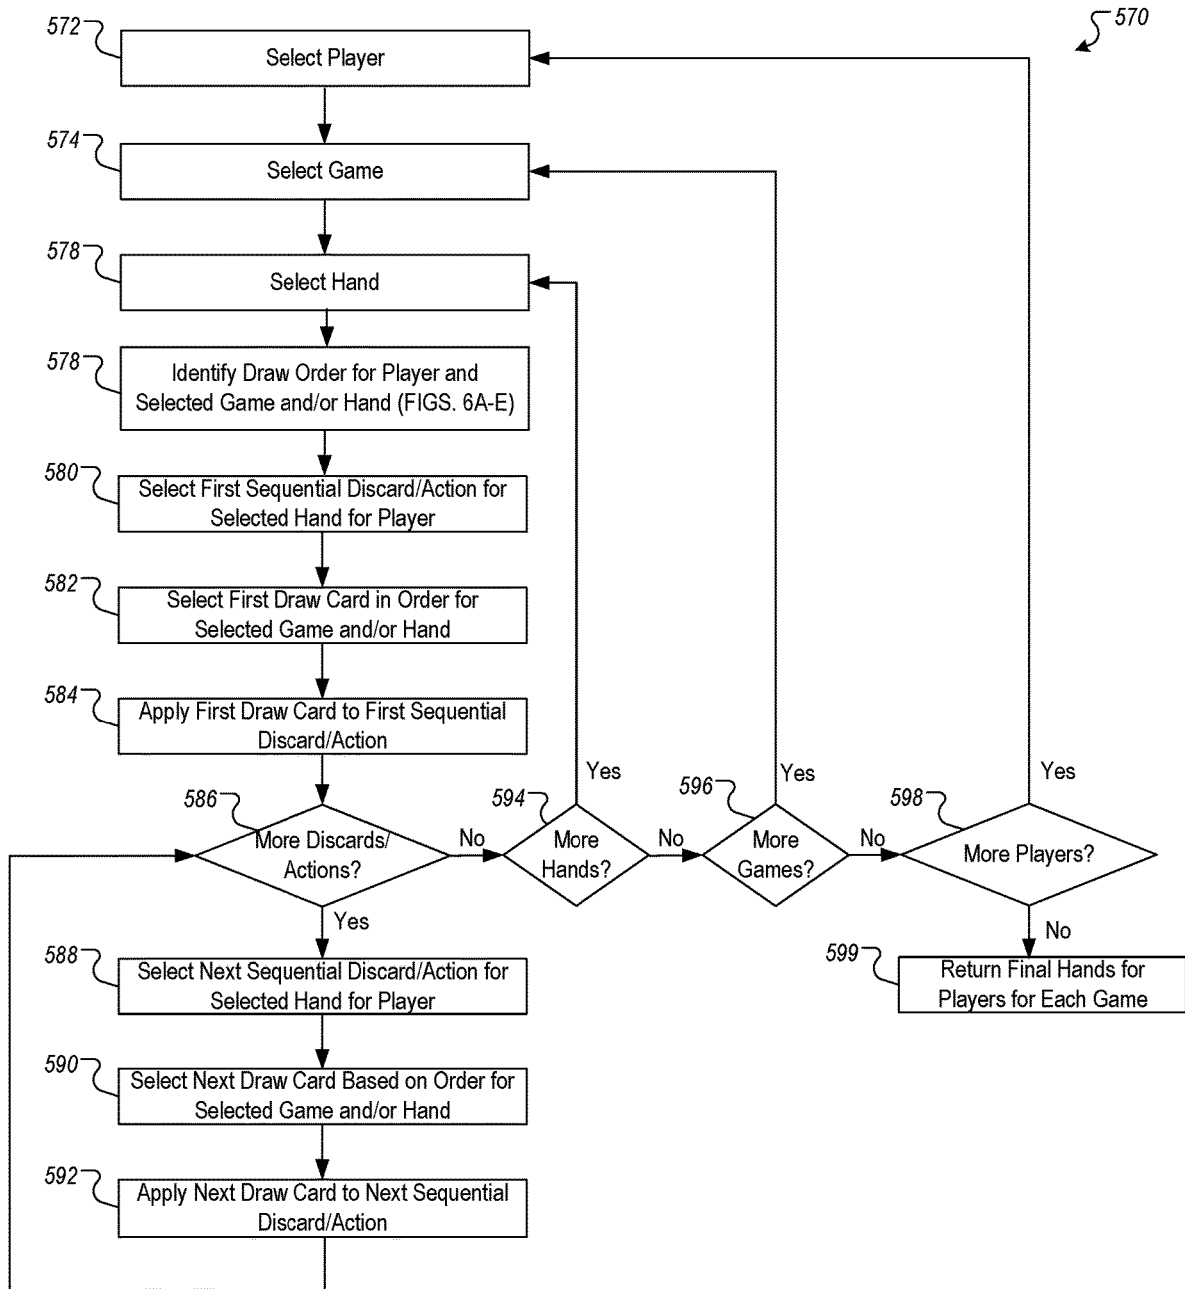 570
572
Select Player
574
Select Game
578
Select Hand
578
Identify Draw Order for Player and
Selected Game and/or Hand (FIGS. 6A-E)
580
Select First Sequential Discard/Action for
Selected Hand for Player
582
Select First Draw Card in Order for
Selected Game and/or Hand
584
Apply First Draw Card to First Sequential
Discard/Action
586
More Discards/
Actions?
No
Yes
594
More
Hands?
Yes
No
596
More
Games?
Yes
No
598
More Players?
Yes
No
588
Select Next Sequential Discard/Action for
Selected Hand for Player
599
Return Final Hands for
Players for Each Game
590
Select Next Draw Card Based on Order for
Selected Game and/or Hand
592
Apply Next Draw Card to Next Sequential
Discard/Action